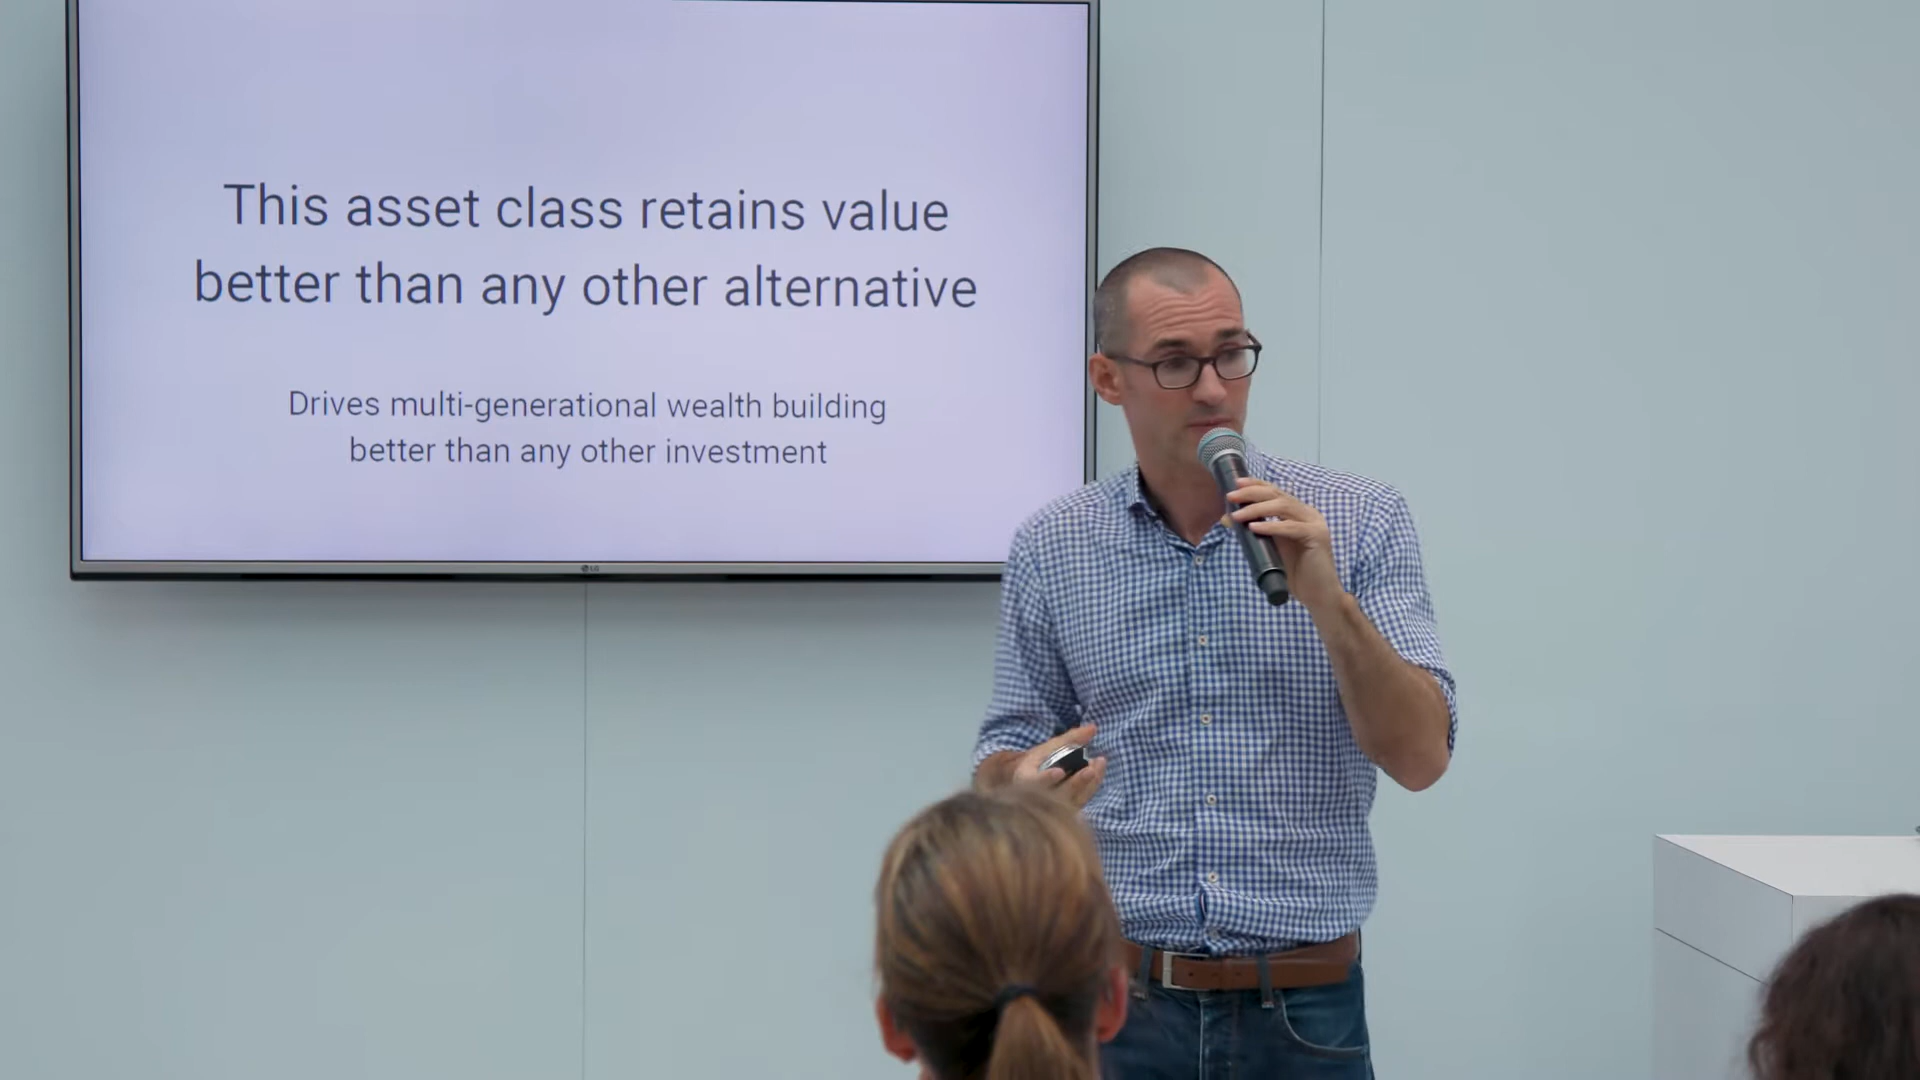 This asset class retains value
better than any other alternative
Drives multi-generational wealth building
better than any other investment
LG